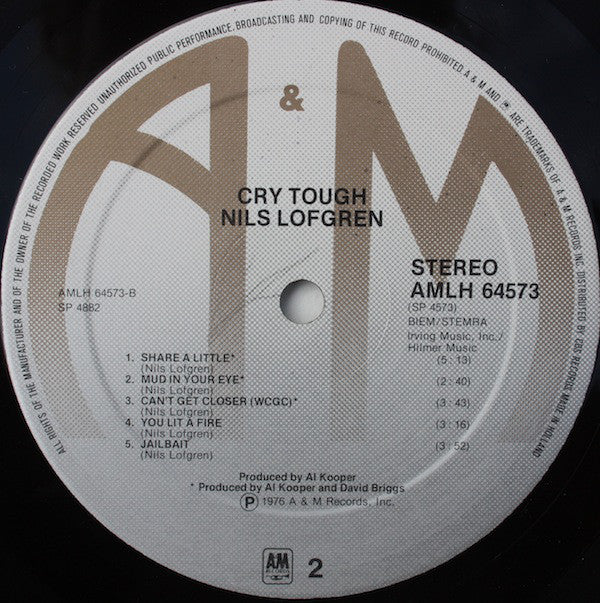 ALL RIGHTS OF THE MANUFACTURER AND OF THE OWNER OF THE RECORDED WORK RESERVED UNAUTHORIZED PUBLIC PERFORMANCE, BROADCASTING AND COPYING OF THIS RECORD PROHIBITED. A & M AND AM ARE TRADEMARKS OF A & M RECORDS INC. DISTRIBUTED BY CBS RECORDS MADE IN HOLLAND
A & M
CRY TOUGH
NILS LOFGREN
STEREO
AMLH 64573
(SP 4573)
BIEM/STEMRA
Irving Music, Inc./
Hilmer Music
AMLH 64573-B
SP 4882
1. SHARE A LITTLE* (5:13)
(Nils Lofgren)
2. MUD IN YOUR EYE* (2:40)
(Nils Lofgren)
3. CAN'T GET CLOSER (WCGC)* (3:43)
(Nils Lofgren)
4. YOU LIT A FIRE (3:16)
(Nils Lofgren)
5. JAILBAIT (3:52)
(Nils Lofgren)
Produced by Al Kooper
* Produced by Al Kooper and David Briggs
Ⓟ 1976 A & M Records, Inc.
AM
RECORDS
2